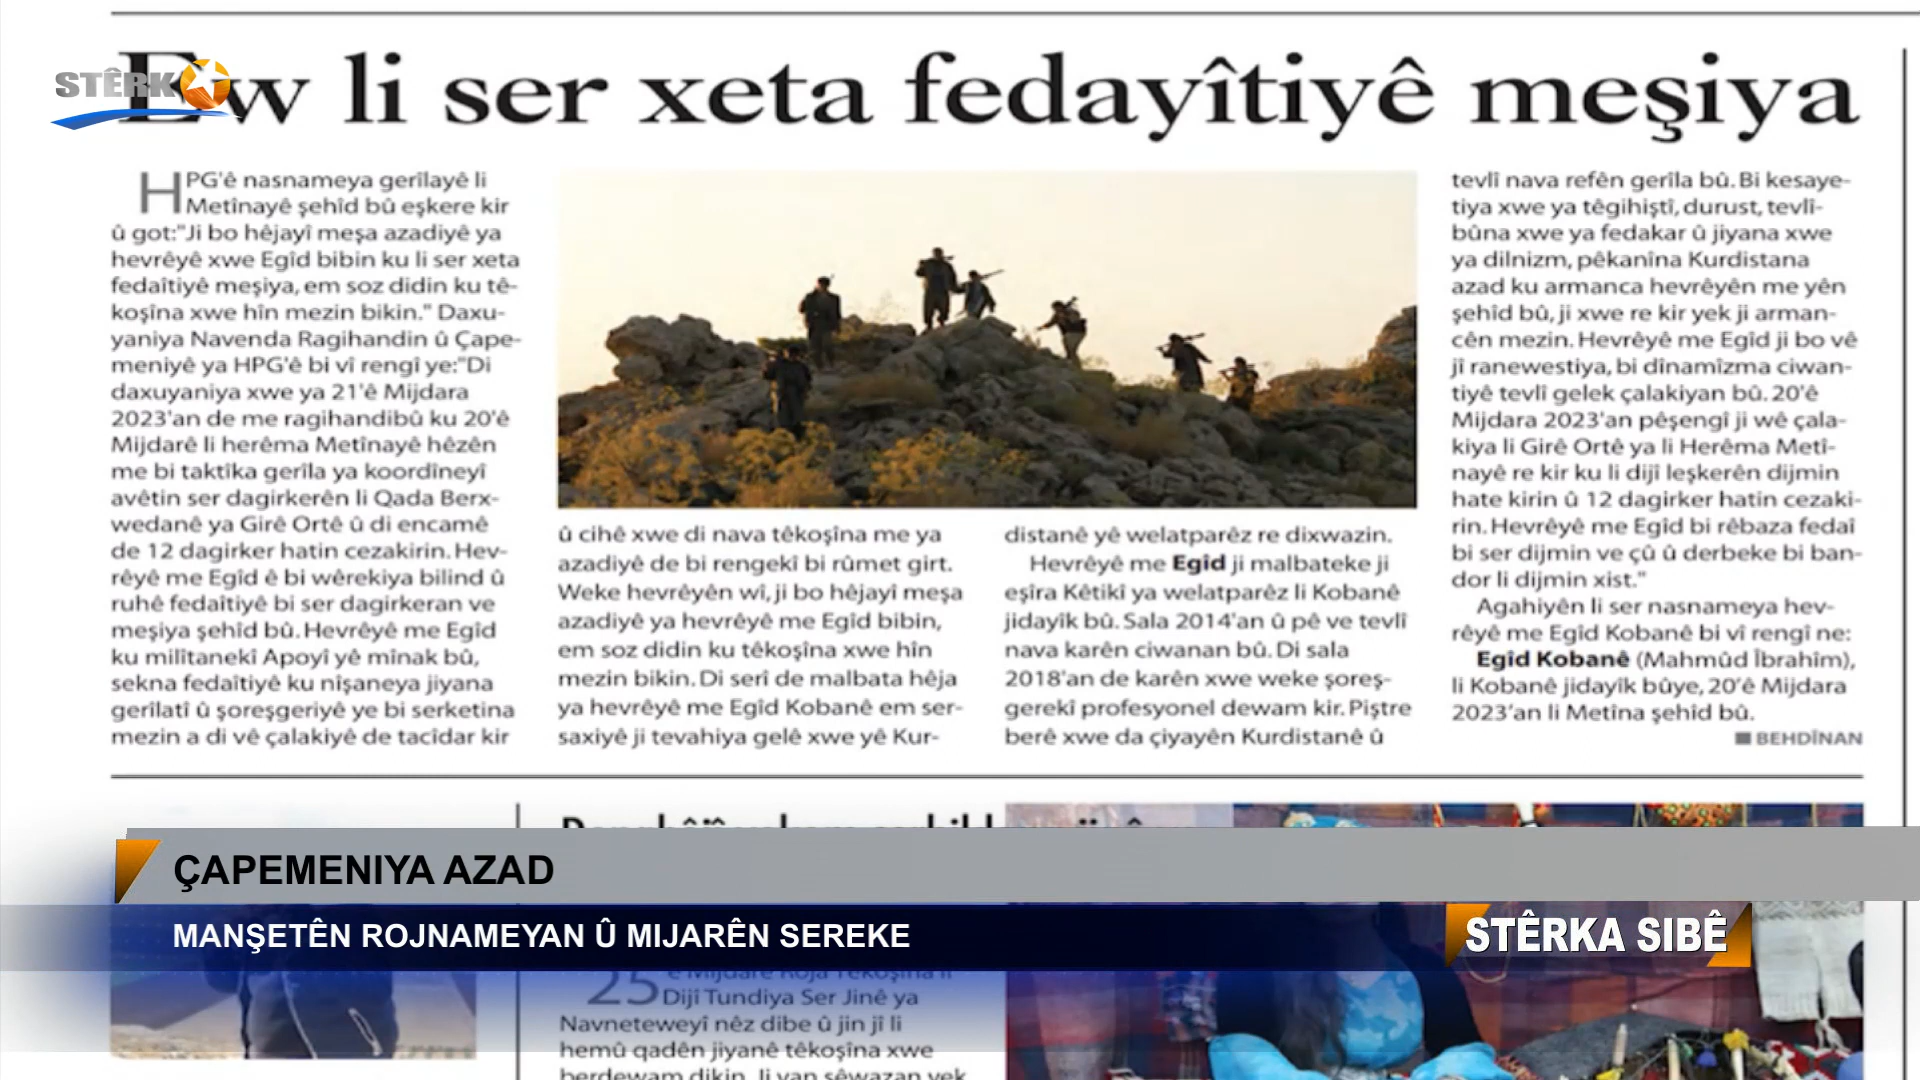 STÊRK
Ew li ser xeta fedayîtiyê meşiya
HPG'ê nasnameya gerîlayê li
Metînayê şehîd bû eşkere kir
û got:"Ji bo hêjayî meşa azadiyê ya
hevrêyê xwe Egîd bibin ku li ser xeta
fedaîtiyê meşiya, em soz didin ku tê-
koşîna xwe hîn mezin bikin." Daxu-
yaniya Navenda Ragihandin û Çape-
meniyê ya HPG'ê bi vî rengî ye:"Di
daxuyaniya xwe ya 21'ê Mijdara
2023'an de me ragihandibû ku 20'ê
Mijdarê li herêma Metînayê hêzên
me bi taktîka gerîla ya koordîneyî
avêtin ser dagirkerên li Qada Berx-
wedanê ya Girê Ortê û di encamê
de 12 dagirker hatin cezakirin. Hev-
rêyê me Egîd ê bi wêrekiya bilind û
ruhê fedaîtiyê bi ser dagirkeran ve
meşiya şehîd bû. Hevrêyê me Egîd
ku milîtanekî Apoyî yê mînak bû,
sekna fedaîtiyê ku nîşaneya jiyana
gerîlatî û şoreşgeriyê ye bi serketina
mezin a di vê çalakiyê de tacîdar kir
û cihê xwe di nava têkoşîna me ya
azadiyê de bi rengekî bi rûmet girt.
Weke hevrêyên wî, ji bo hêjayî meşa
azadiyê ya hevrêyê me Egîd bibin,
em soz didin ku têkoşîna xwe hîn
mezin bikin. Di serî de malbata hêja
ya hevrêyê me Egîd Kobanê em ser-
saxiyê ji tevahiya gelê xwe yê Kur-
distanê yê welatparêz re dixwazin.
Hevrêyê me Egîd ji malbateke ji
eşîra Kêtikî ya welatparêz li Kobanê
jidayîk bû. Sala 2014'an û pê ve tevlî
nava karên ciwanan bû. Di sala
2018'an de karên xwe weke şoreş-
gerekî profesyonel dewam kir. Piştre
berê xwe da çiyayên Kurdistanê û
tevlî nava refên gerîla bû. Bi kesaye-
tiya xwe ya têgihiştî, durust, tevlî-
bûna xwe ya fedakar û jiyana xwe
ya dilnizm, pêkanîna Kurdistana
azad ku armanca hevrêyên me yên
şehîd bû, ji xwe re kir yek ji arman-
cên mezin. Hevrêyê me Egîd ji bo vê
jî ranewestiya, bi dînamîzma ciwan-
tiyê tevlî gelek çalakiyan bû. 20'ê
Mijdara 2023'an pêşengî ji wê çala-
kiya li Girê Ortê ya li Herêma Metî-
nayê re kir ku li dijî leşkerên dijmin
hate kirin û 12 dagirker hatin cezaki-
rin. Hevrêyê me Egîd bi rêbaza fedaî
bi ser dijmin ve çû û derbeke bi ban-
dor li dijmin xist."
Agahiyên li ser nasnameya hev-
rêyê me Egîd Kobanê bi vî rengî ne:
Egîd Kobanê (Mahmûd Îbrahîm),
li Kobanê jidayîk bûye, 20'ê Mijdara
2023'an li Metîna şehîd bû.
■ BEHDÎNAN
ÇAPEMENIYA AZAD
MANŞETÊN ROJNAMEYAN Û MIJARÊN SEREKE
STÊRKA SIBÊ
25'ê Mijdarê Roja Têkoşîna li
Dijî Tundiya Ser Jinê ya
Navneteweyî nêz dibe û jin jî li
hemû qadên jiyanê têkoşîna xwe
berdewam dikin. Ji van sêwazan yek